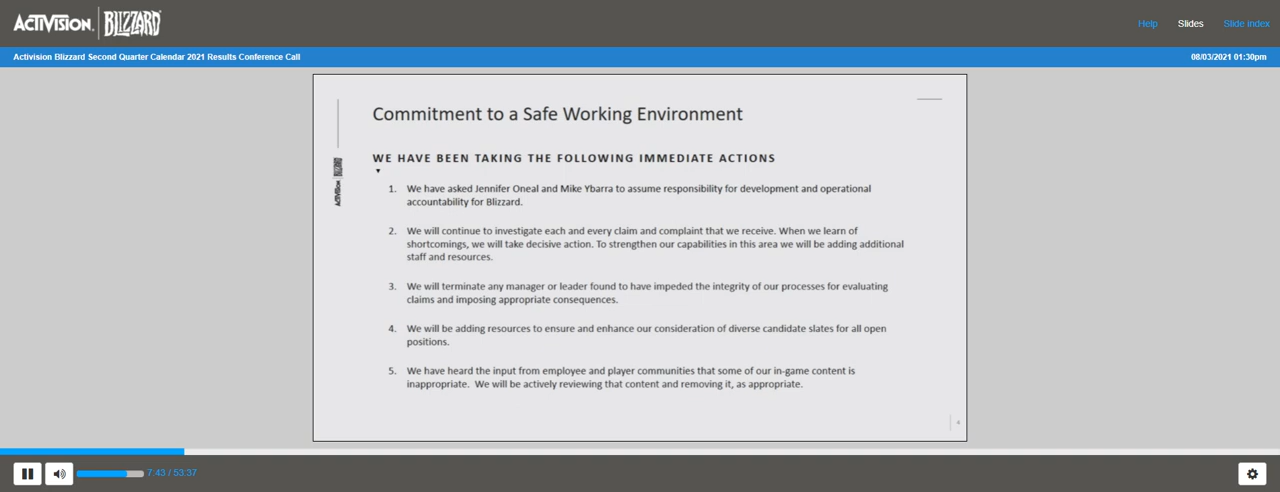 ACTIVISION. BLIZZARD
Help Slides Slide index
Activision Blizzard Second Quarter Calendar 2021 Results Conference Call 08/03/2021 01:30pm
Commitment to a Safe Working Environment
WE HAVE BEEN TAKING THE FOLLOWING IMMEDIATE ACTIONS
ACTIVISION BLIZZARD
1. We have asked Jennifer Oneal and Mike Ybarra to assume responsibility for development and operational
accountability for Blizzard.
2. We will continue to investigate each and every claim and complaint that we receive. When we learn of
shortcomings, we will take decisive action. To strengthen our capabilities in this area we will be adding additional
staff and resources.
3. We will terminate any manager or leader found to have impeded the integrity of our processes for evaluating
claims and imposing appropriate consequences.
4. We will be adding resources to ensure and enhance our consideration of diverse candidate slates for all open
positions.
5. We have heard the input from employee and player communities that some of our in-game content is
inappropriate. We will be actively reviewing that content and removing it, as appropriate.
4
7:43 / 53:37